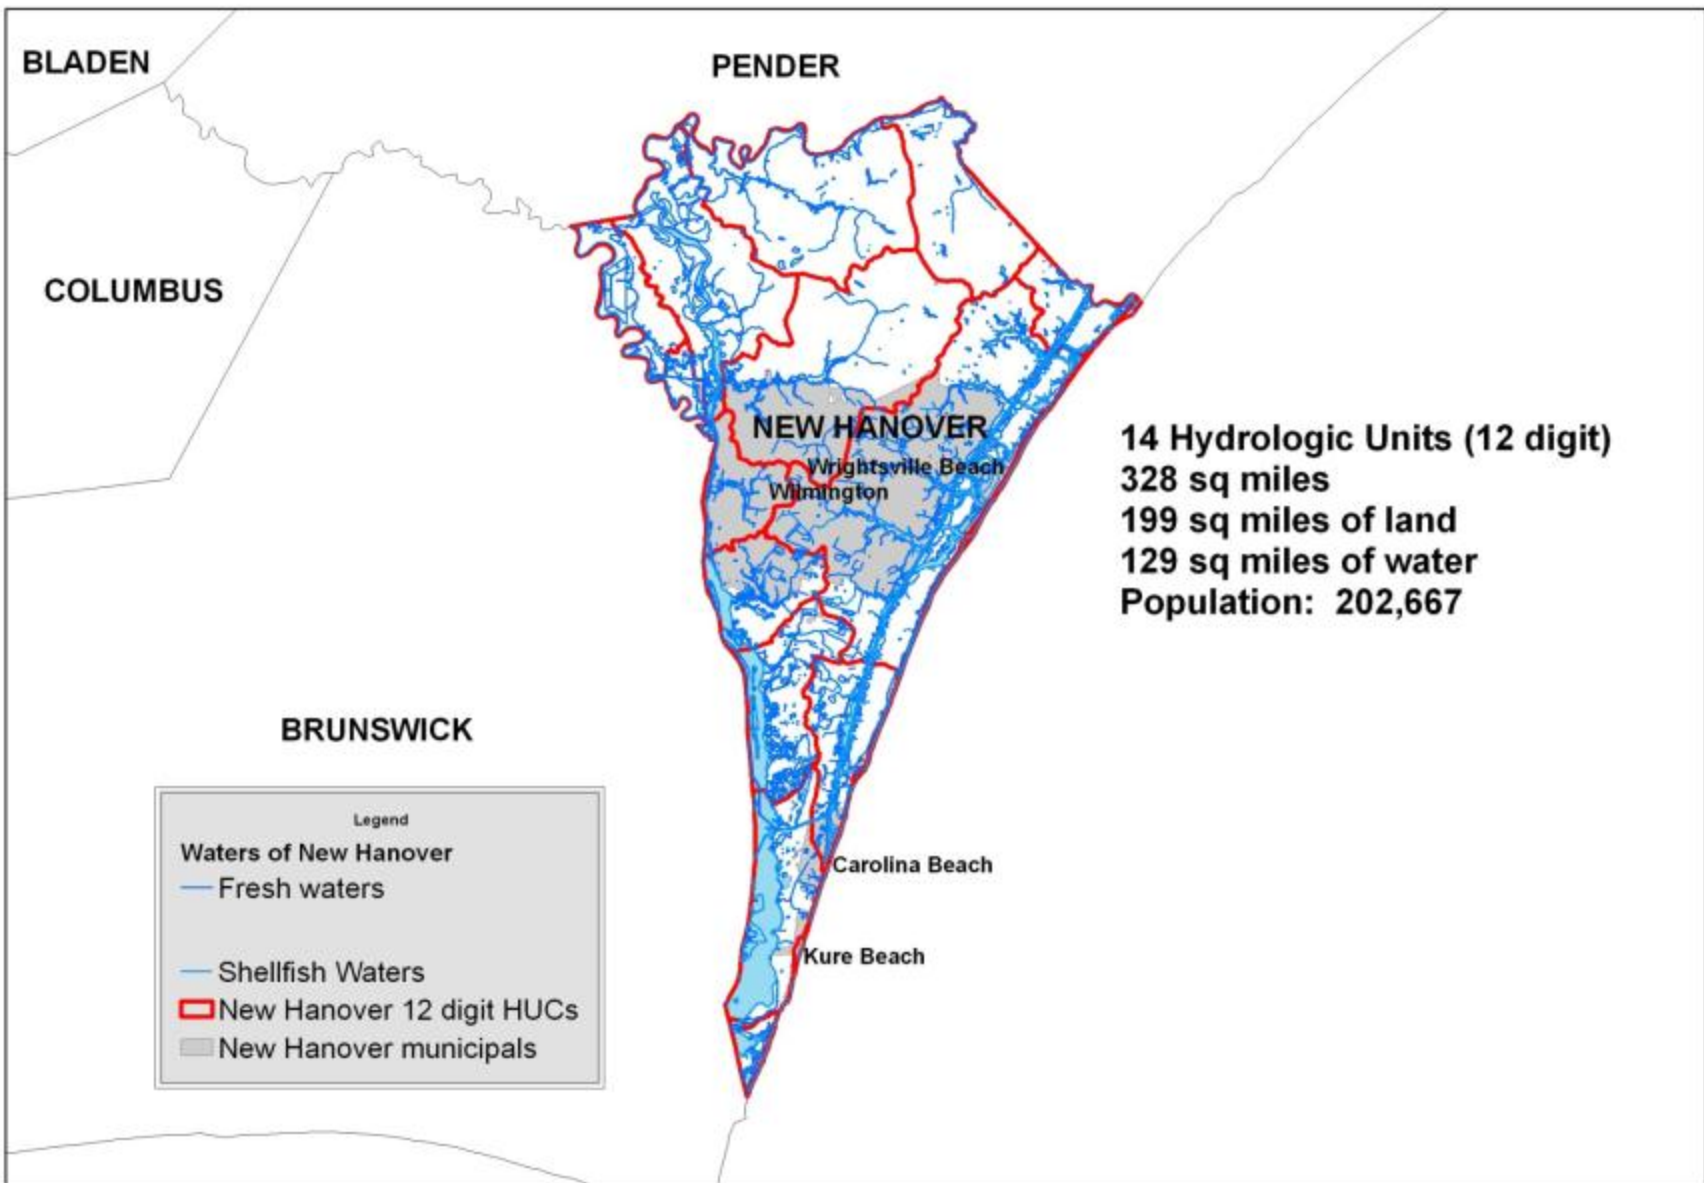 BLADEN
PENDER
COLUMBUS
NEW HANOVER
Wrightsville Beach
Wilmington
14 Hydrologic Units (12 digit)
328 sq miles
199 sq miles of land
129 sq miles of water
Population: 202,667
BRUNSWICK
Legend
Waters of New Hanover
Fresh waters
Shellfish Waters
New Hanover 12 digit HUCs
New Hanover municipals
Carolina Beach
Kure Beach